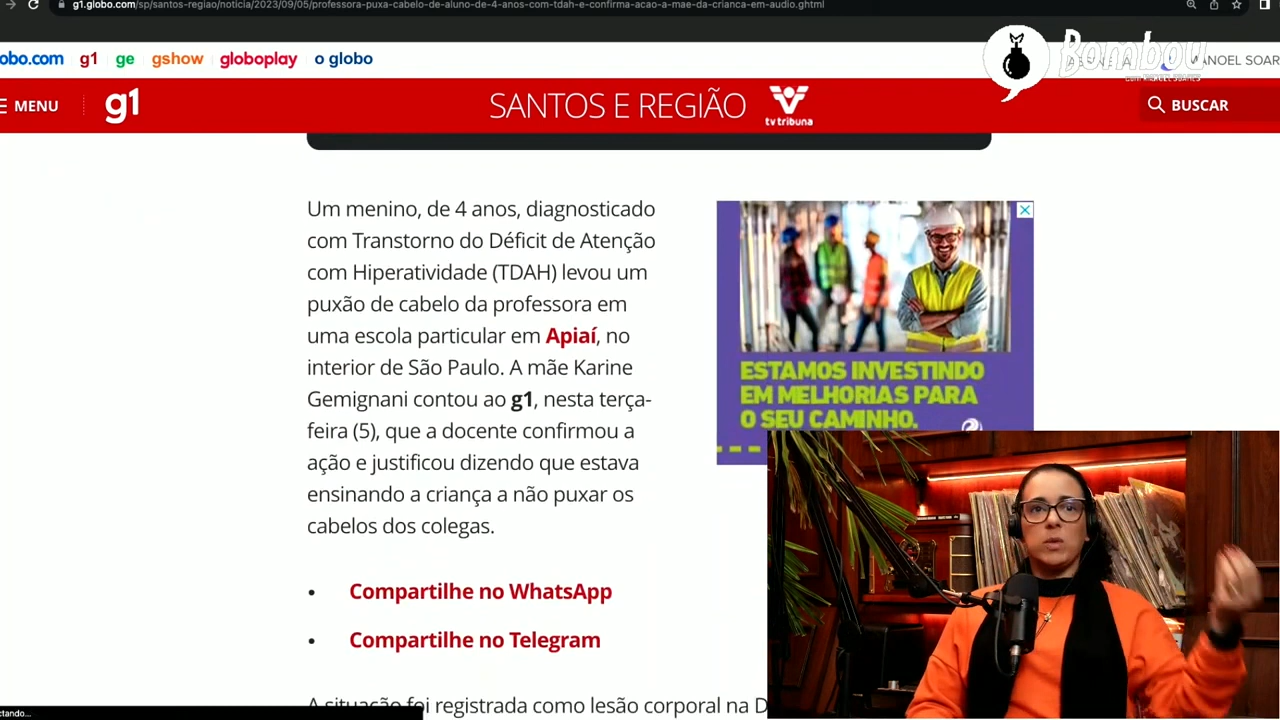 g1.globo.com/sp/santos-regiao/noticia/2023/09/05/professora-puxa-cabelo-de-aluno-de-4-anos-com-tdah-e-confirma-acao-a-mae-da-crianca-em-audio.ghtml
Bombou
com MANOEL SOARES
obo.com g1 ge gshow globoplay o globo MANOEL SOAR
MENU g1 SANTOS E REGIÃO tv tribuna BUSCAR
Um menino, de 4 anos, diagnosticado
com Transtorno do Déficit de Atenção
com Hiperatividade (TDAH) levou um
puxão de cabelo da professora em
uma escola particular em Apiaí, no
interior de São Paulo. A mãe Karine
Gemignani contou ao g1, nesta terça-
feira (5), que a docente confirmou a
ação e justificou dizendo que estava
ensinando a criança a não puxar os
cabelos dos colegas.
ESTAMOS INVESTINDO
EM MELHORIAS PARA
O SEU CAMINHO.
• Compartilhe no WhatsApp
• Compartilhe no Telegram
A situação foi registrada como lesão corporal na D
ctando...